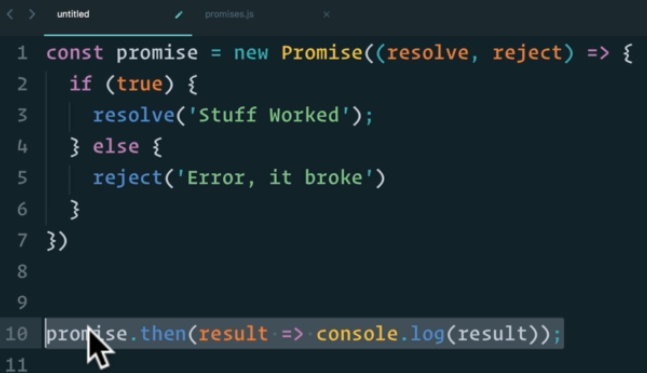 untitled promises.js
1 const promise = new Promise((resolve, reject) => {
2 if (true) {
3 resolve('Stuff Worked');
4 } else {
5 reject('Error, it broke')
6 }
7 })
8
9
10 promise.then(result => console.log(result));
11